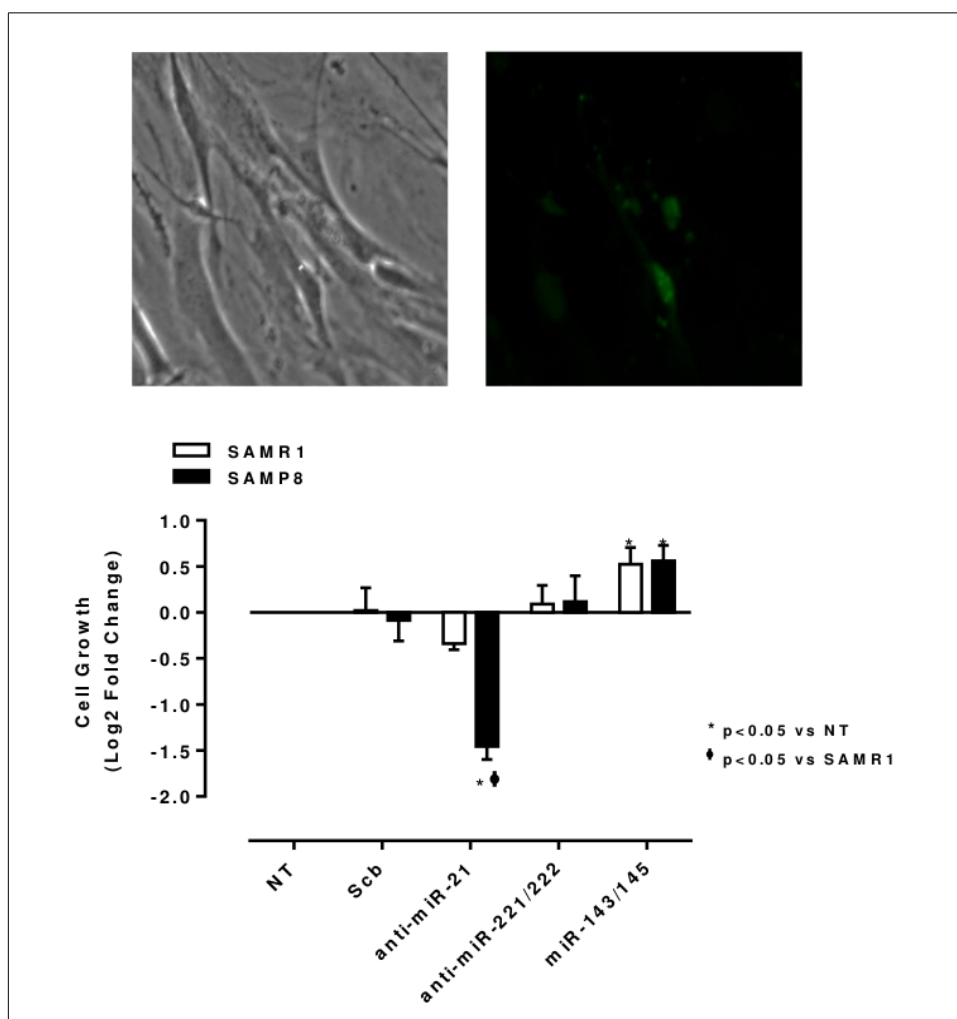 SAMR1
SAMP8
Cell Growth
(Log2 Fold Change)
1.0
0.5
0.0
-0.5
-1.0
-1.5
-2.0
* *
* p<0.05 vs NT
p<0.05 vs SAMR1
*
NT
Scb
anti-miR-21
anti-miR-221/222
miR-143/145